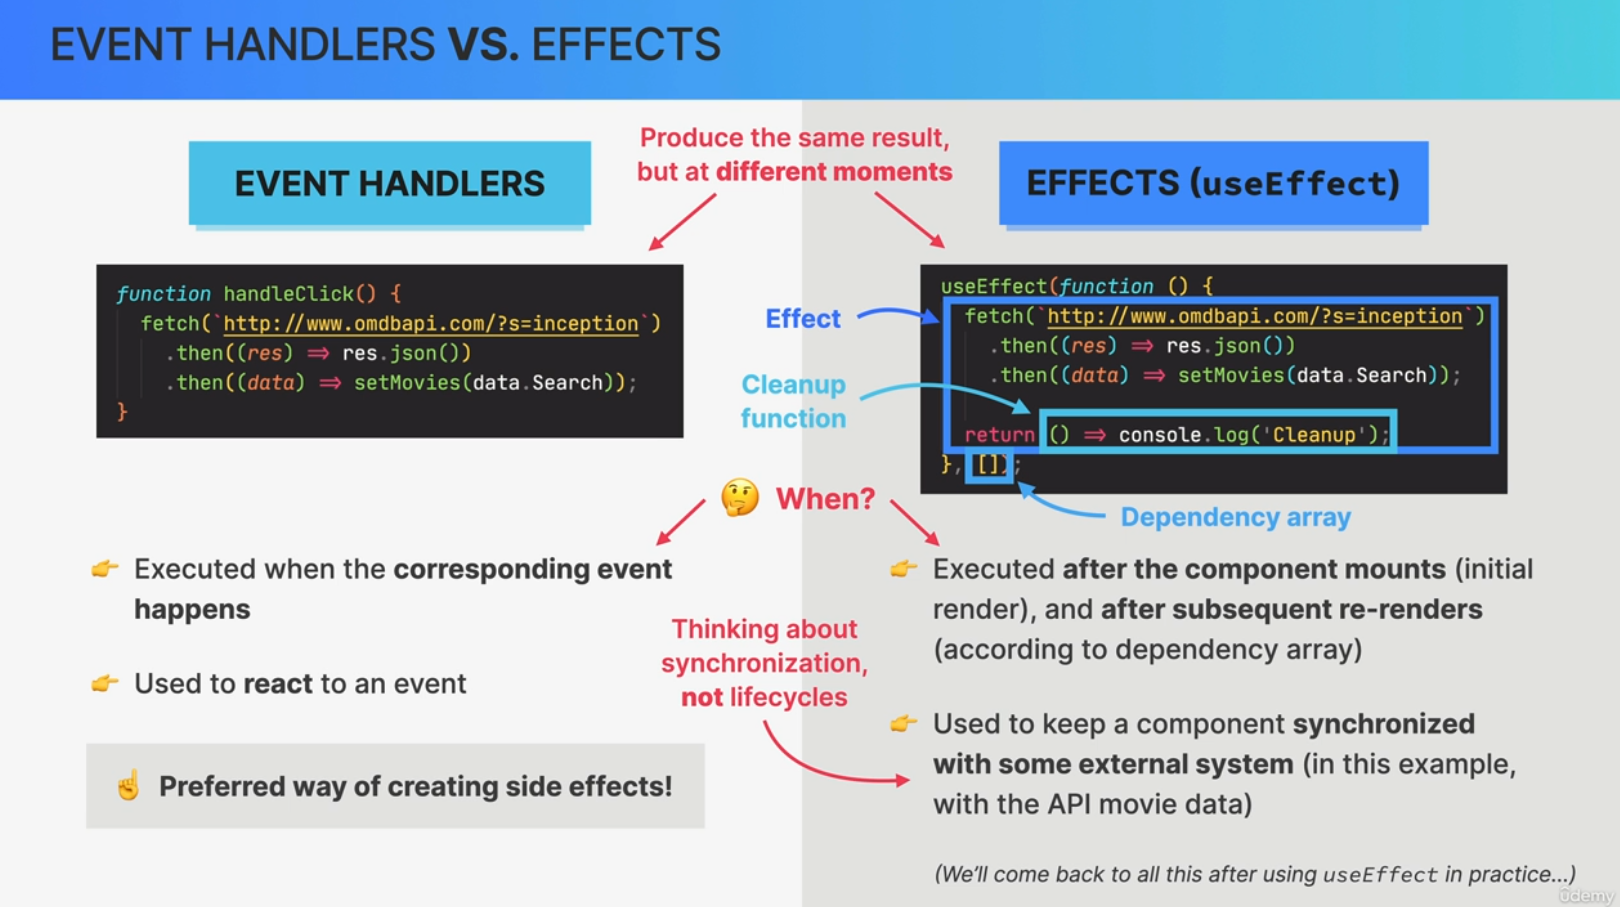 EVENT HANDLERS VS. EFFECTS
Produce the same result,
but at different moments
EVENT HANDLERS
function handleClick() {
fetch(`http://www.omdbapi.com/?s=inception`)
.then((res) => res.json())
.then((data) => setMovies(data.Search));
}
EFFECTS (useEffect)
useEffect(function () {
fetch(`http://www.omdbapi.com/?s=inception`)
.then((res) => res.json())
.then((data) => setMovies(data.Search));
return () => console.log('Cleanup');
}, []);
Effect
Cleanup
function
Dependency array
🤔 When?
👉 Executed when the corresponding event
happens
👉 Used to react to an event
☝️ Preferred way of creating side effects!
Thinking about
synchronization,
not lifecycles
👉 Executed after the component mounts (initial
render), and after subsequent re-renders
(according to dependency array)
👉 Used to keep a component synchronized
with some external system (in this example,
with the API movie data)
(We'll come back to all this after using useEffect in practice...)
ûdemy